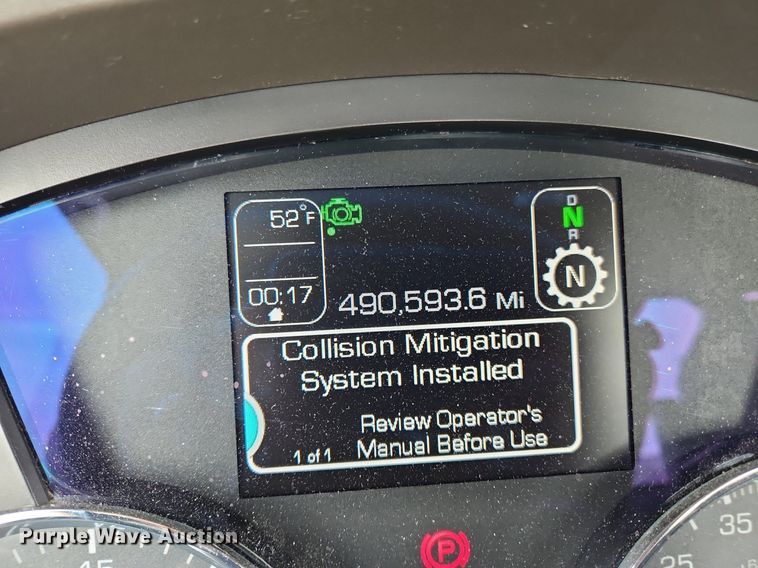 52°F
D
N
R
N
00:17
490,593.6 Mi
Collision Mitigation
System Installed
Review Operator's
1 of 1 Manual Before Use
P
45
25
35
Purple Wave Auction